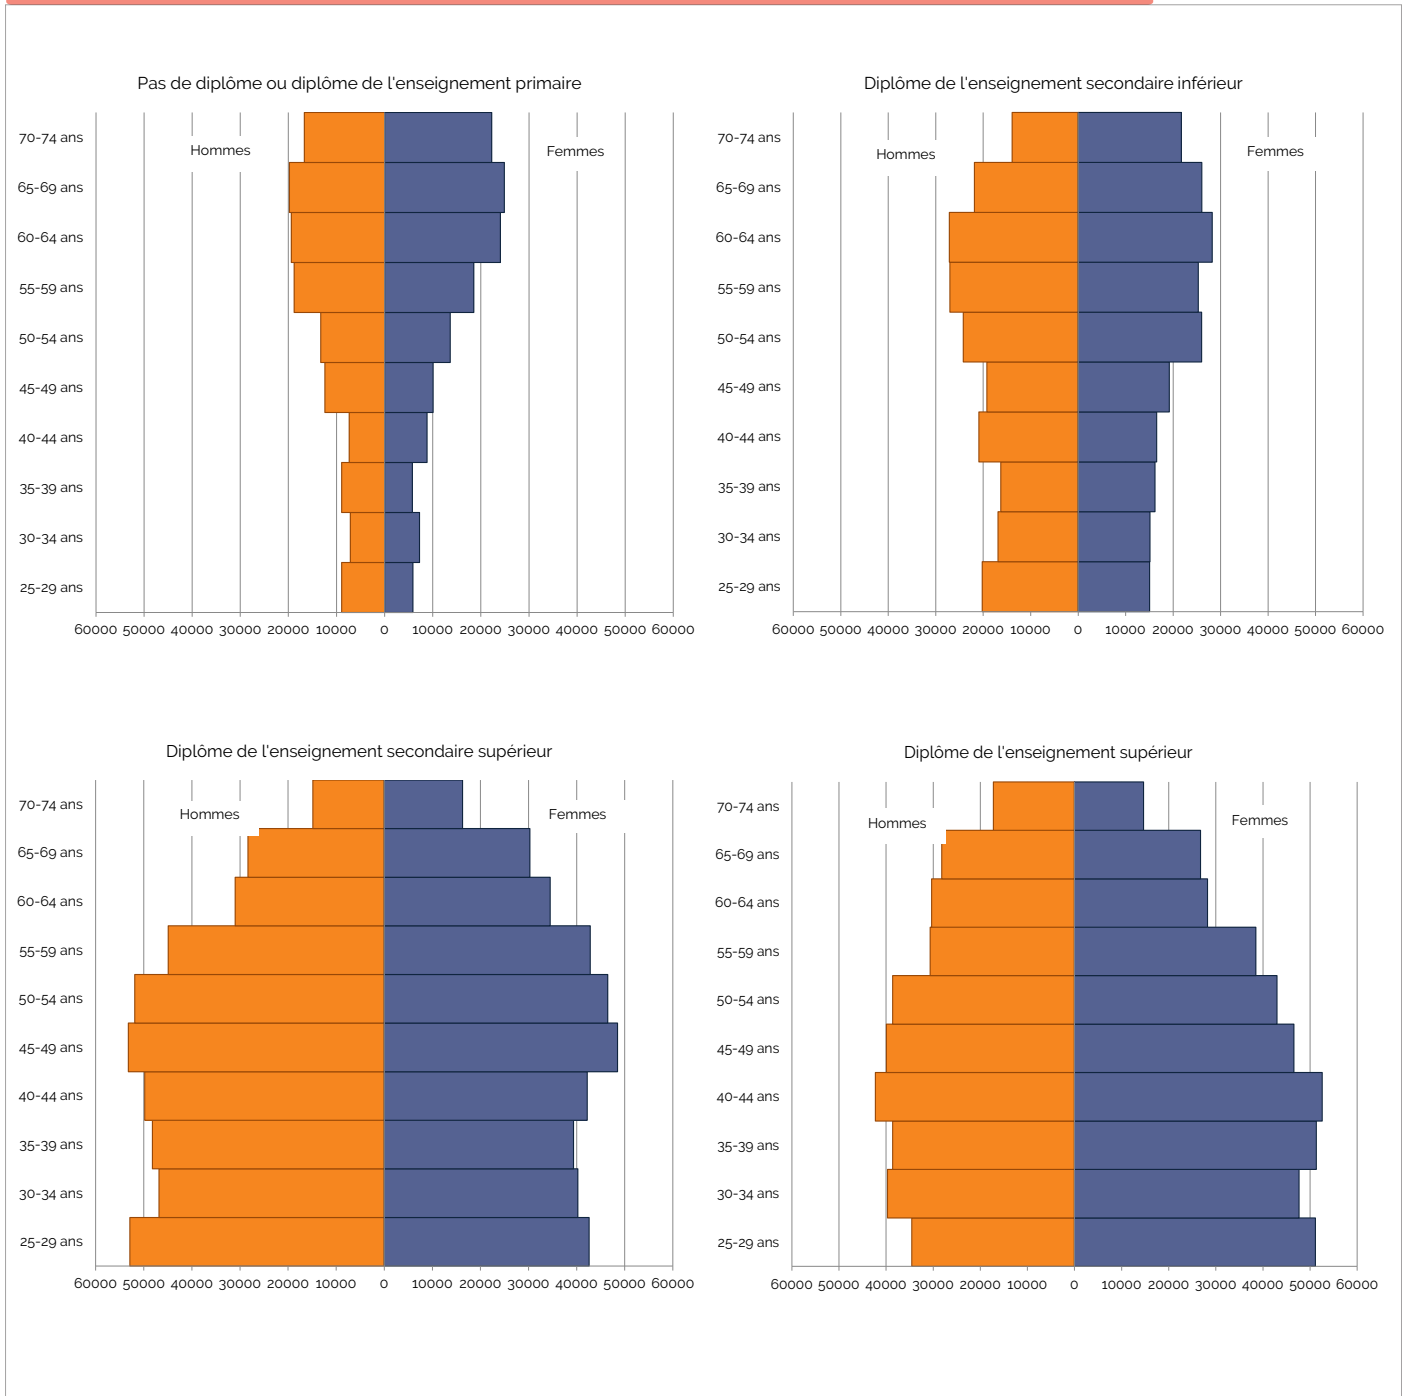 Pas de diplôme ou diplôme de l'enseignement primaire
Hommes
Femmes
70-74 ans
65-69 ans
60-64 ans
55-59 ans
50-54 ans
45-49 ans
40-44 ans
35-39 ans
30-34 ans
25-29 ans
60000 50000 40000 30000 20000 10000 0 10000 20000 30000 40000 50000 60000
Diplôme de l'enseignement secondaire inférieur
Hommes
Femmes
70-74 ans
65-69 ans
60-64 ans
55-59 ans
50-54 ans
45-49 ans
40-44 ans
35-39 ans
30-34 ans
25-29 ans
60000 50000 40000 30000 20000 10000 0 10000 20000 30000 40000 50000 60000
Diplôme de l'enseignement secondaire supérieur
Hommes
Femmes
70-74 ans
65-69 ans
60-64 ans
55-59 ans
50-54 ans
45-49 ans
40-44 ans
35-39 ans
30-34 ans
25-29 ans
60000 50000 40000 30000 20000 10000 0 10000 20000 30000 40000 50000 60000
Diplôme de l'enseignement supérieur
Hommes
Femmes
70-74 ans
65-69 ans
60-64 ans
55-59 ans
50-54 ans
45-49 ans
40-44 ans
35-39 ans
30-34 ans
25-29 ans
60000 50000 40000 30000 20000 10000 0 10000 20000 30000 40000 50000 60000